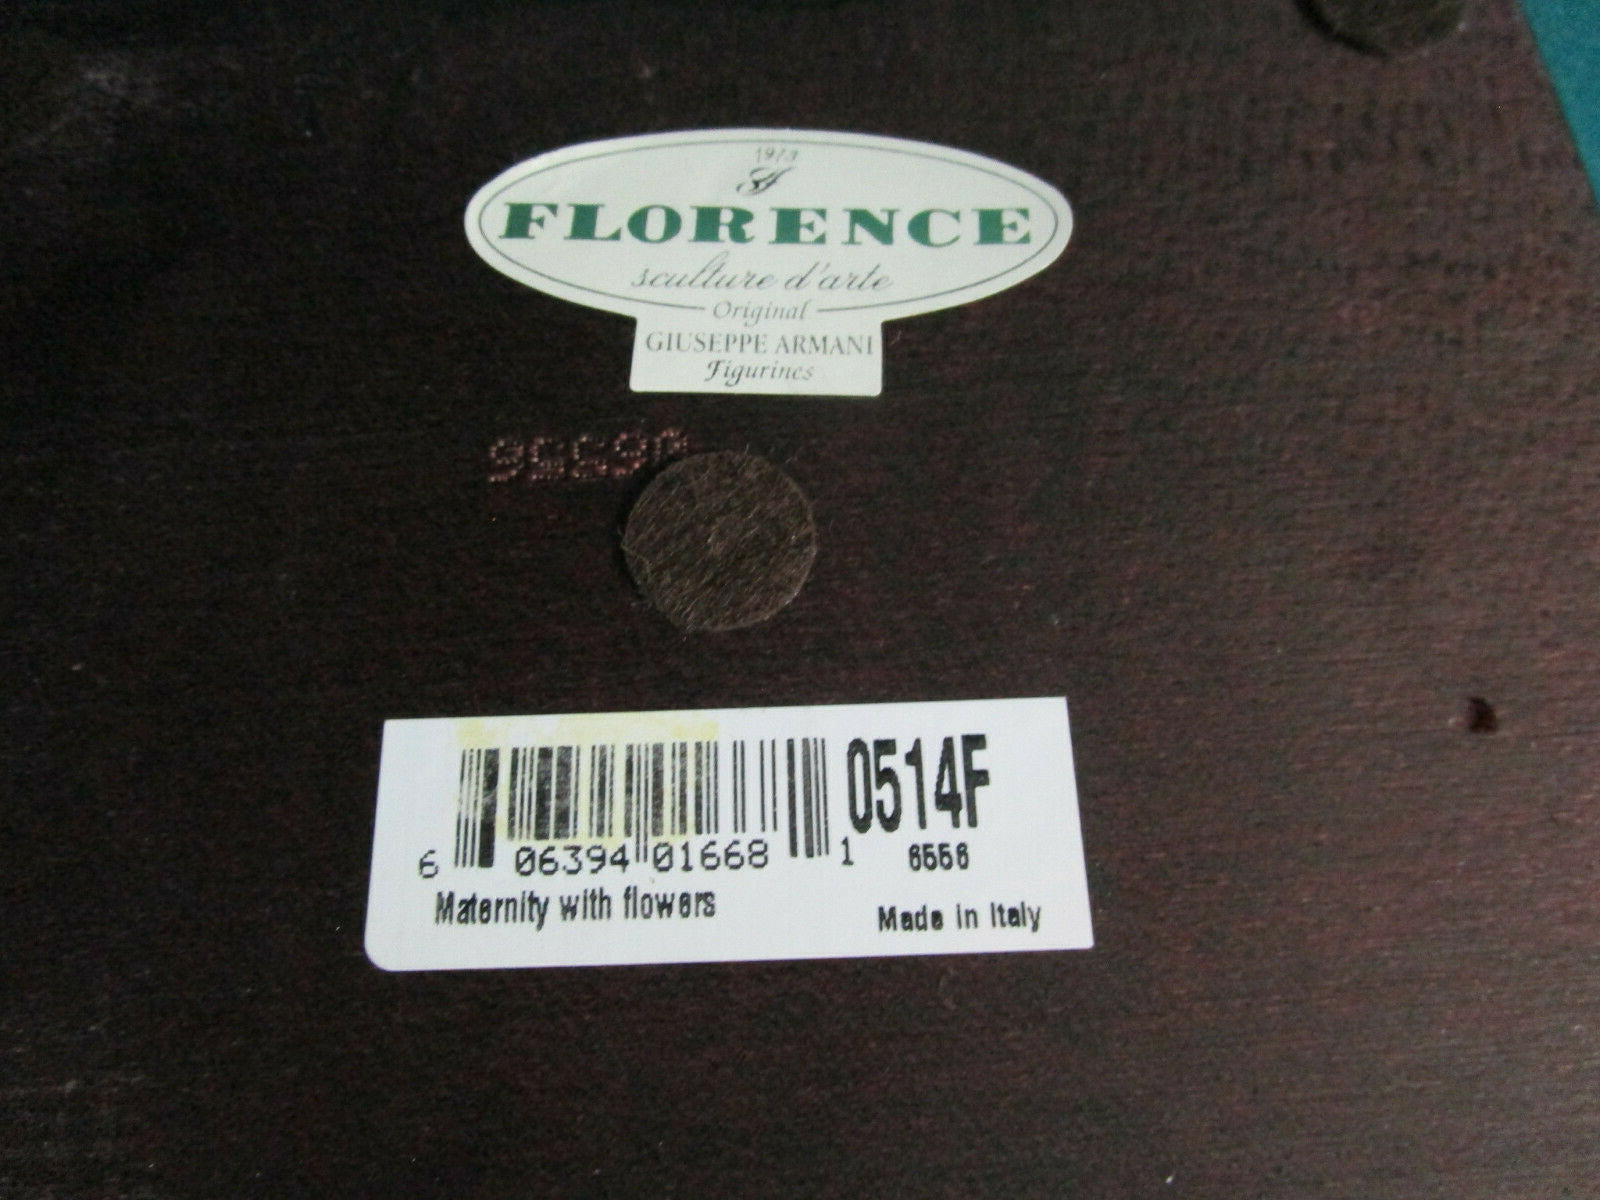 1973
FLORENCE
sculture d'arte
Original
GIUSEPPE ARMANI
Figurines
0514F
6 06394 01668 1
6556
Maternity with flowers
Made in Italy